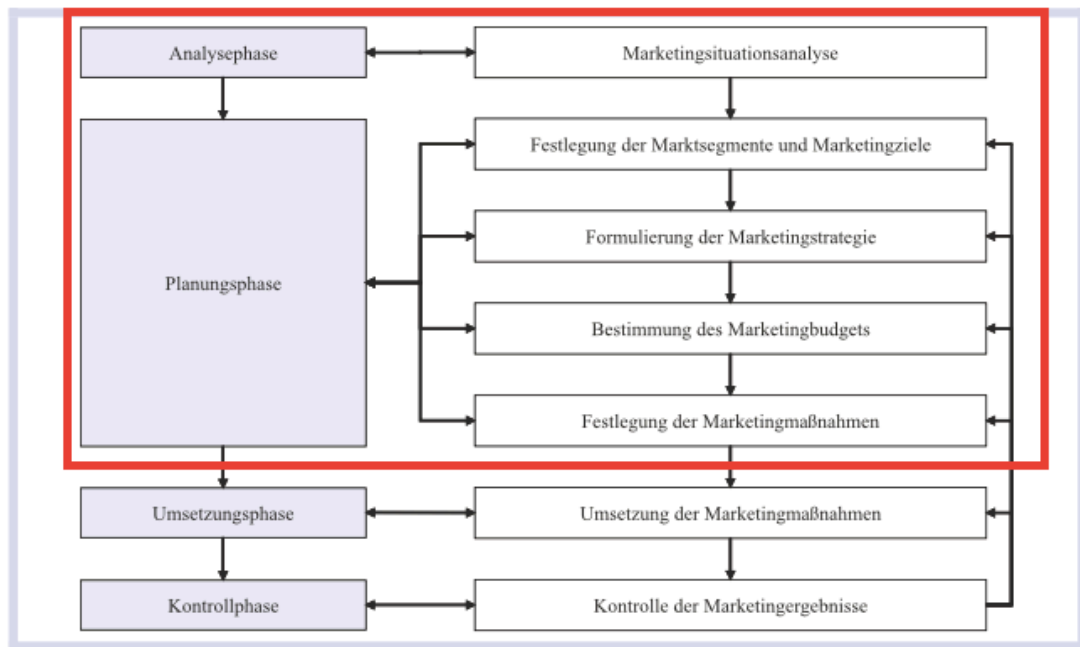 Analysephase
Marketingsituationsanalyse
Festlegung der Marktsegmente und Marketingziele
Formulierung der Marketingstrategie
Planungsphase
Bestimmung des Marketingbudgets
Festlegung der Marketingmaßnahmen
Umsetzungsphase
Umsetzung der Marketingmaßnahmen
Kontrollphase
Kontrolle der Marketingergebnisse